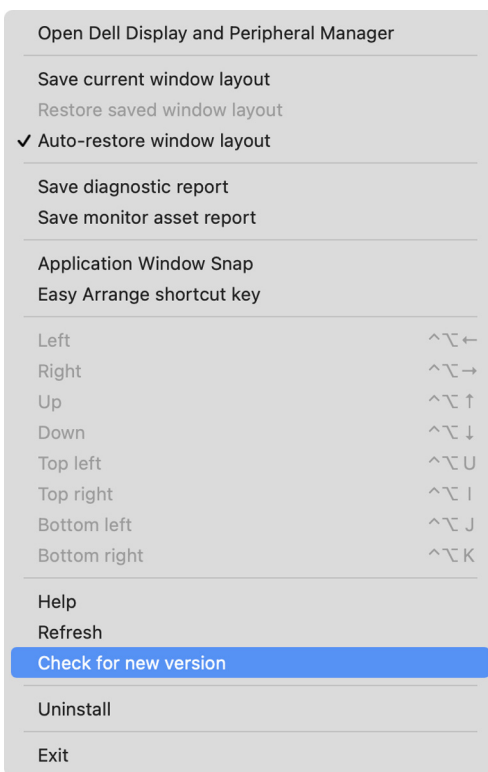 Open Dell Display and Peripheral Manager
Save current window layout
Restore saved window layout
✓ Auto-restore window layout
Save diagnostic report
Save monitor asset report
Application Window Snap
Easy Arrange shortcut key
Left ^⌥←
Right ^⌥→
Up ^⌥↑
Down ^⌥↓
Top left ^⌥U
Top right ^⌥I
Bottom left ^⌥J
Bottom right ^⌥K
Help
Refresh
Check for new version
Uninstall
Exit